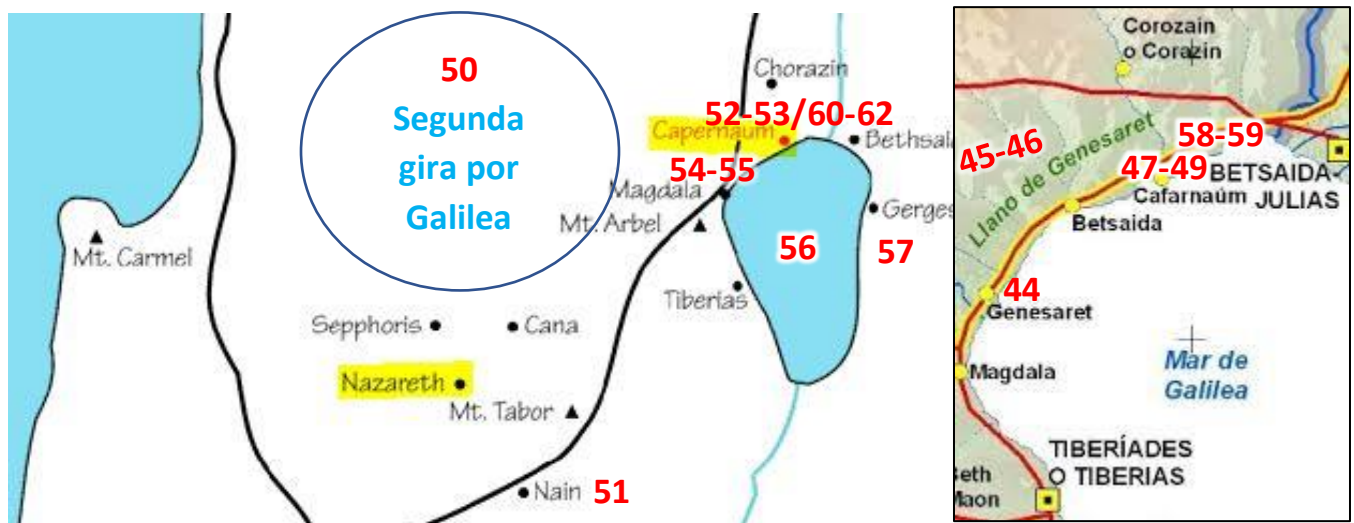 50
Segunda
gira por
Galilea
Chorazin
52-53/60-62
Capernaum
Bethsal
54-55
Magdala
Mt. Arbel
Gerges
56
57
Mt. Carmel
Tiberias
Sepphoris
Cana
Nazareth
Mt. Tabor
Nain
51
Corozain
o Corazin
45-46
Llano de Genesaret
58-59
47-49
BETSAIDA-
JULIAS
Cafarnaúm
Betsaida
44
Genesaret
Magdala
Mar de
Galilea
TIBERÍADES
O TIBERIAS
Beth
Maon